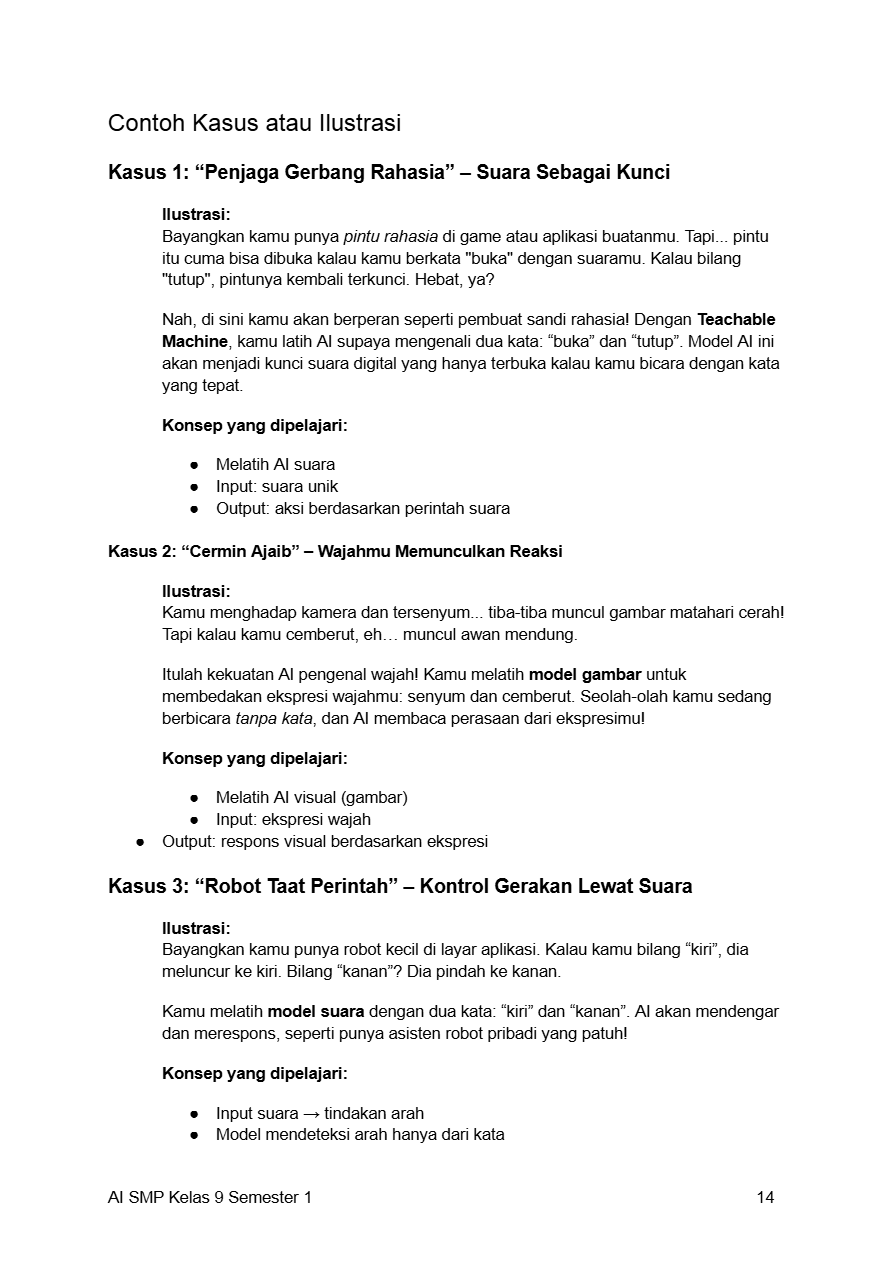 Contoh Kasus atau Ilustrasi
Kasus 1: “Penjaga Gerbang Rahasia” – Suara Sebagai Kunci
Ilustrasi:
Bayangkan kamu punya pintu rahasia di game atau aplikasi buatanmu. Tapi... pintu
itu cuma bisa dibuka kalau kamu berkata "buka" dengan suaramu. Kalau bilang
"tutup", pintunya kembali terkunci. Hebat, ya?
Nah, di sini kamu akan berperan seperti pembuat sandi rahasia! Dengan Teachable
Machine, kamu latih AI supaya mengenali dua kata: “buka” dan “tutup”. Model AI ini
akan menjadi kunci suara digital yang hanya terbuka kalau kamu bicara dengan kata
yang tepat.
Konsep yang dipelajari:
● Melatih AI suara
● Input: suara unik
● Output: aksi berdasarkan perintah suara
Kasus 2: “Cermin Ajaib” – Wajahmu Memunculkan Reaksi
Ilustrasi:
Kamu menghadap kamera dan tersenyum... tiba-tiba muncul gambar matahari cerah!
Tapi kalau kamu cemberut, eh… muncul awan mendung.
Itulah kekuatan AI pengenal wajah! Kamu melatih model gambar untuk
membedakan ekspresi wajahmu: senyum dan cemberut. Seolah-olah kamu sedang
berbicara tanpa kata, dan AI membaca perasaan dari ekspresimu!
Konsep yang dipelajari:
● Melatih AI visual (gambar)
● Input: ekspresi wajah
● Output: respons visual berdasarkan ekspresi
Kasus 3: “Robot Taat Perintah” – Kontrol Gerakan Lewat Suara
Ilustrasi:
Bayangkan kamu punya robot kecil di layar aplikasi. Kalau kamu bilang “kiri”, dia
meluncur ke kiri. Bilang “kanan”? Dia pindah ke kanan.
Kamu melatih model suara dengan dua kata: “kiri” dan “kanan”. AI akan mendengar
dan merespons, seperti punya asisten robot pribadi yang patuh!
Konsep yang dipelajari:
● Input suara → tindakan arah
● Model mendeteksi arah hanya dari kata
AI SMP Kelas 9 Semester 1 14